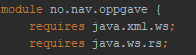 module no.nav.oppgave {
requires java.xml.ws;
requires java.ws.rs;